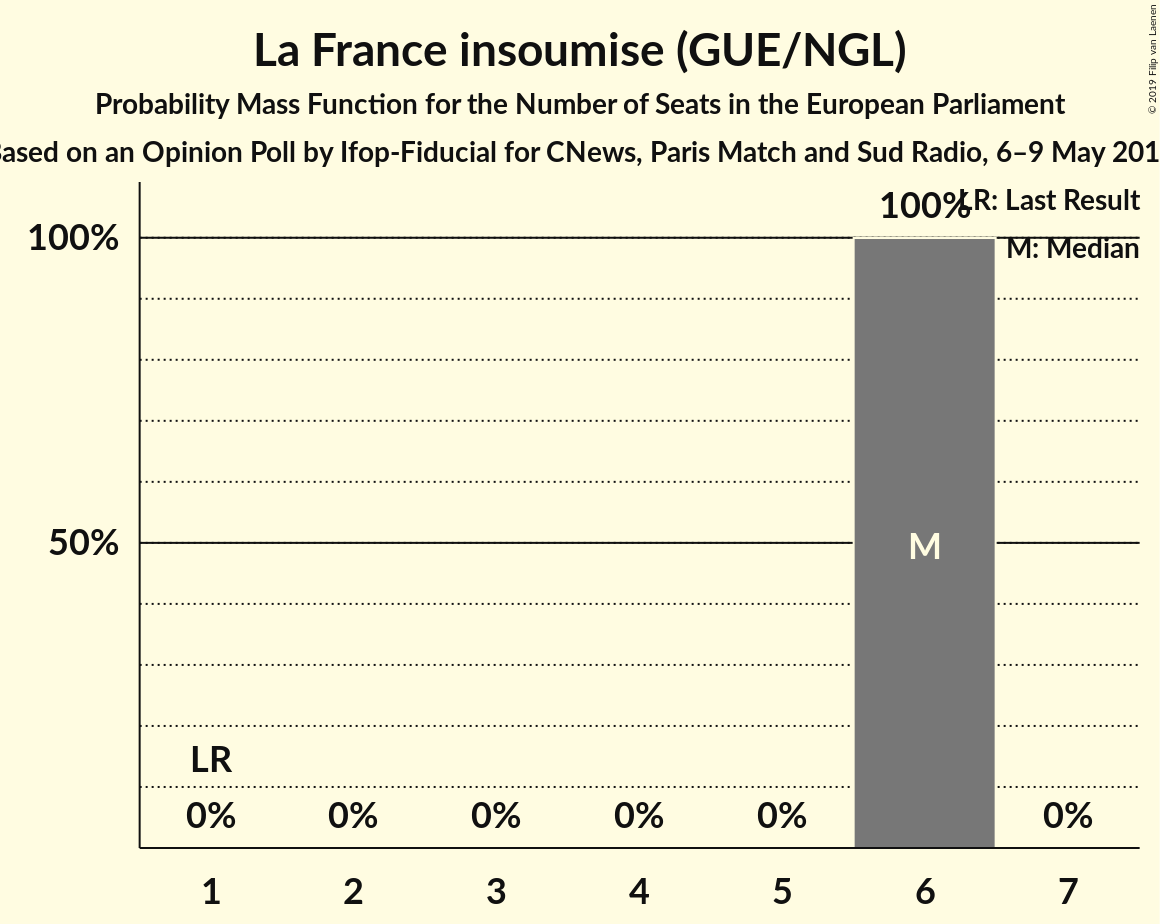 La France insoumise (GUE/NGL)
Probability Mass Function for the Number of Seats in the European Parliament
Based on an Opinion Poll by Ifop-Fiducial for CNews, Paris Match and Sud Radio, 6–9 May 201
© 2019 Filip van Laenen
100%
LR: Last Result
M: Median
100%
50%
M
LR
0% 0% 0% 0% 0% 0%
1 2 3 4 5 6 7